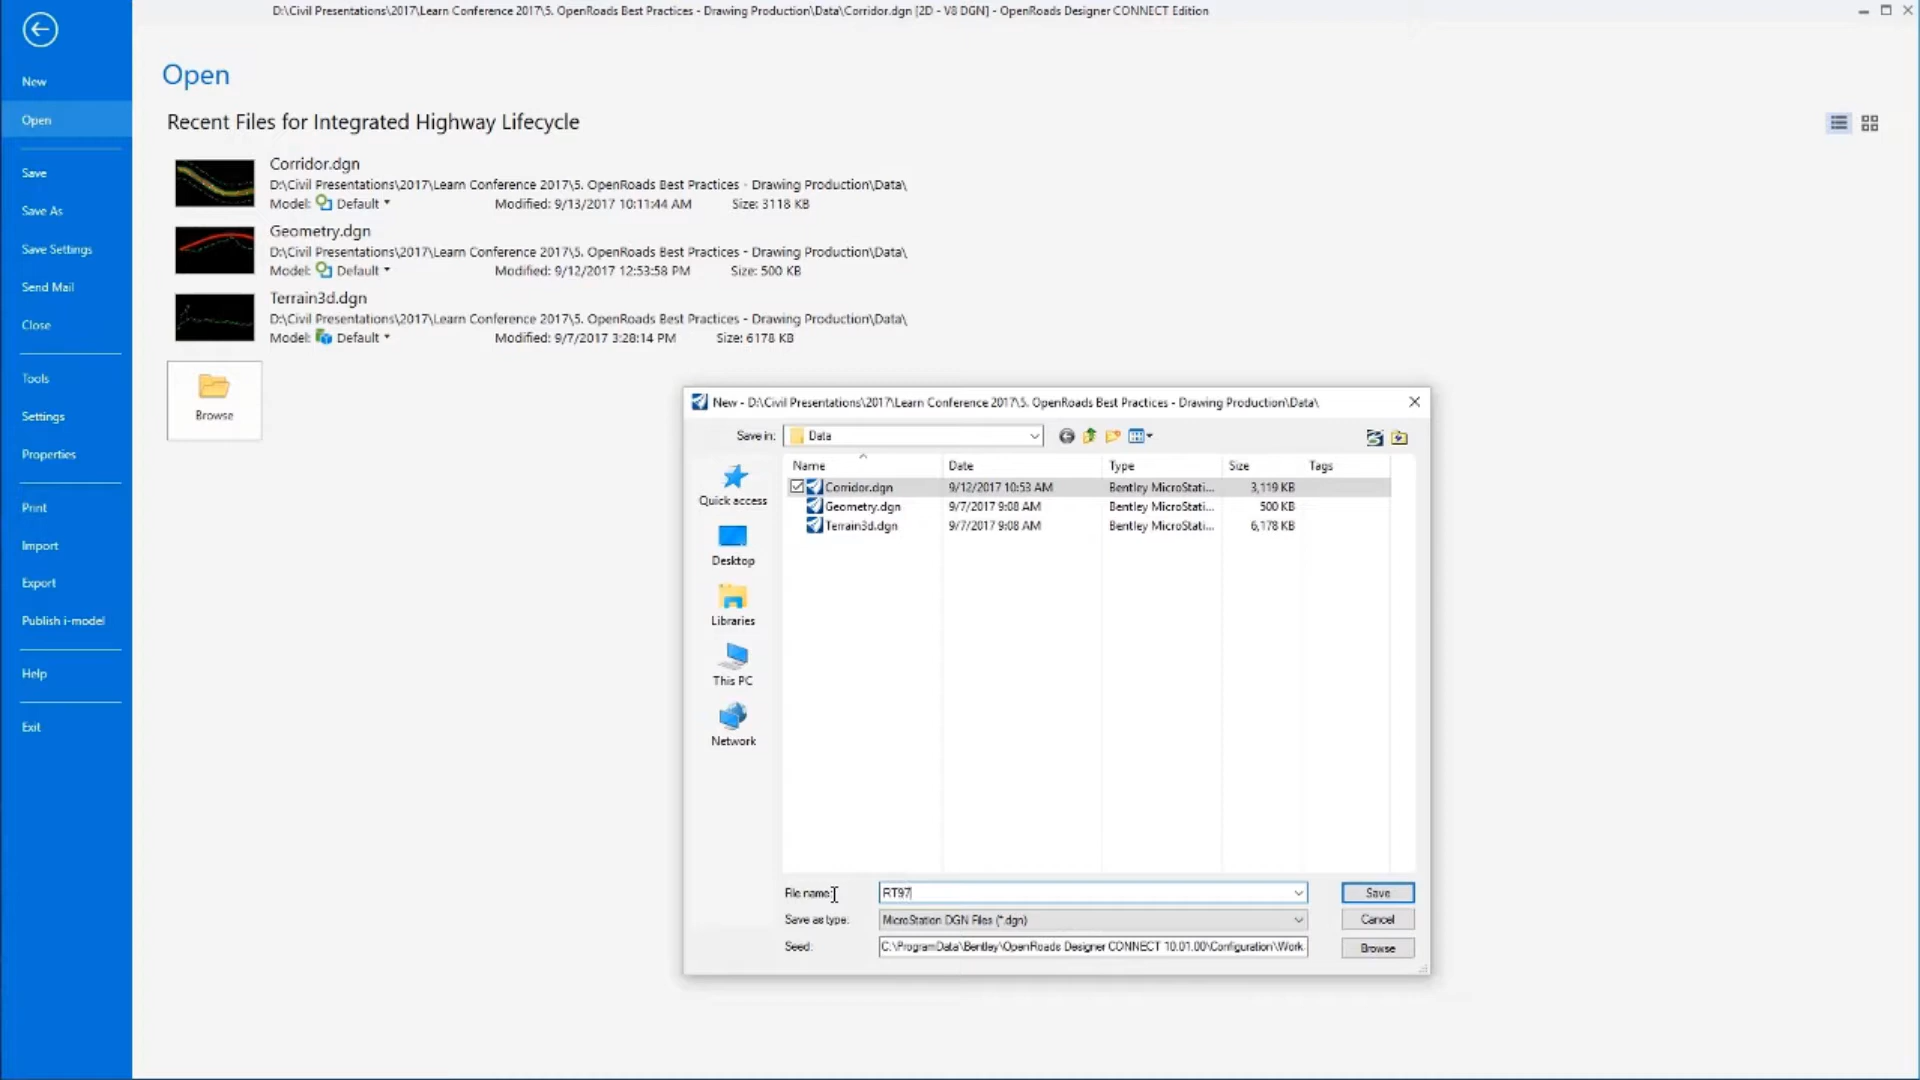 D:\Civil Presentations\2017\Learn Conference 2017\5. OpenRoads Best Practices - Drawing Production\Data\Corridor.dgn [2D - V8 DGN] - OpenRoads Designer CONNECT Edition
New
Open
Save
Save As
Save Settings
Send Mail
Close
Tools
Settings
Properties
Print
Import
Export
Publish i-model
Help
Exit
Open
Recent Files for Integrated Highway Lifecycle
Corridor.dgn
D:\Civil Presentations\2017\Learn Conference 2017\5. OpenRoads Best Practices - Drawing Production\Data\
Model: Default Modified: 9/13/2017 10:11:44 AM Size: 3118 KB
Geometry.dgn
D:\Civil Presentations\2017\Learn Conference 2017\5. OpenRoads Best Practices - Drawing Production\Data\
Model: Default Modified: 9/12/2017 12:53:58 PM Size: 500 KB
Terrain3d.dgn
D:\Civil Presentations\2017\Learn Conference 2017\5. OpenRoads Best Practices - Drawing Production\Data\
Model: Default Modified: 9/7/2017 3:28:14 PM Size: 6178 KB
Browse
New - D:\Civil Presentations\2017\Learn Conference 2017\5. OpenRoads Best Practices - Drawing Production\Data\
Save in: Data
Quick access
Desktop
Libraries
This PC
Network
Name Date Type Size Tags
Corridor.dgn 9/12/2017 10:53 AM Bentley MicroStati... 3,119 KB
Geometry.dgn 9/7/2017 9:08 AM Bentley MicroStati... 500 KB
Terrain3d.dgn 9/7/2017 9:08 AM Bentley MicroStati... 6,178 KB
File name: RT97 Save
Save as type: MicroStation DGN Files (*.dgn) Cancel
Seed: C:\ProgramData\Bentley\OpenRoads Designer CONNECT 10.01.00\Configuration\Work Browse